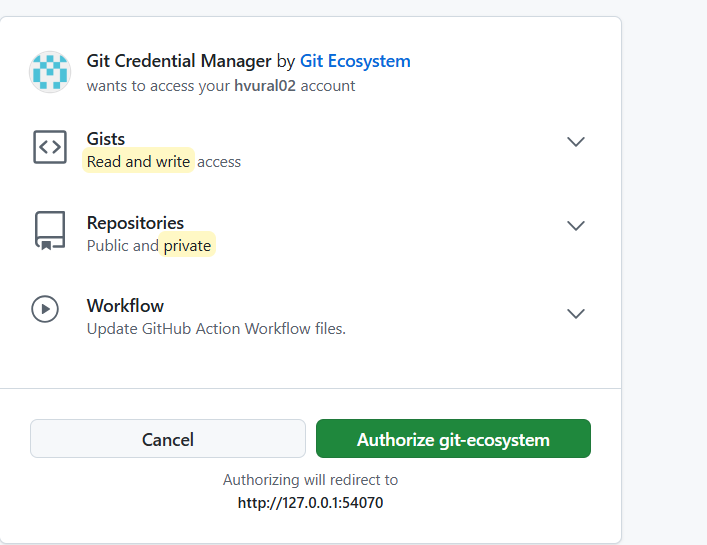 Git Credential Manager by Git Ecosystem
wants to access your hvural02 account
Gists
Read and write access
Repositories
Public and private
Workflow
Update GitHub Action Workflow files.
Cancel
Authorize git-ecosystem
Authorizing will redirect to
http://127.0.0.1:54070